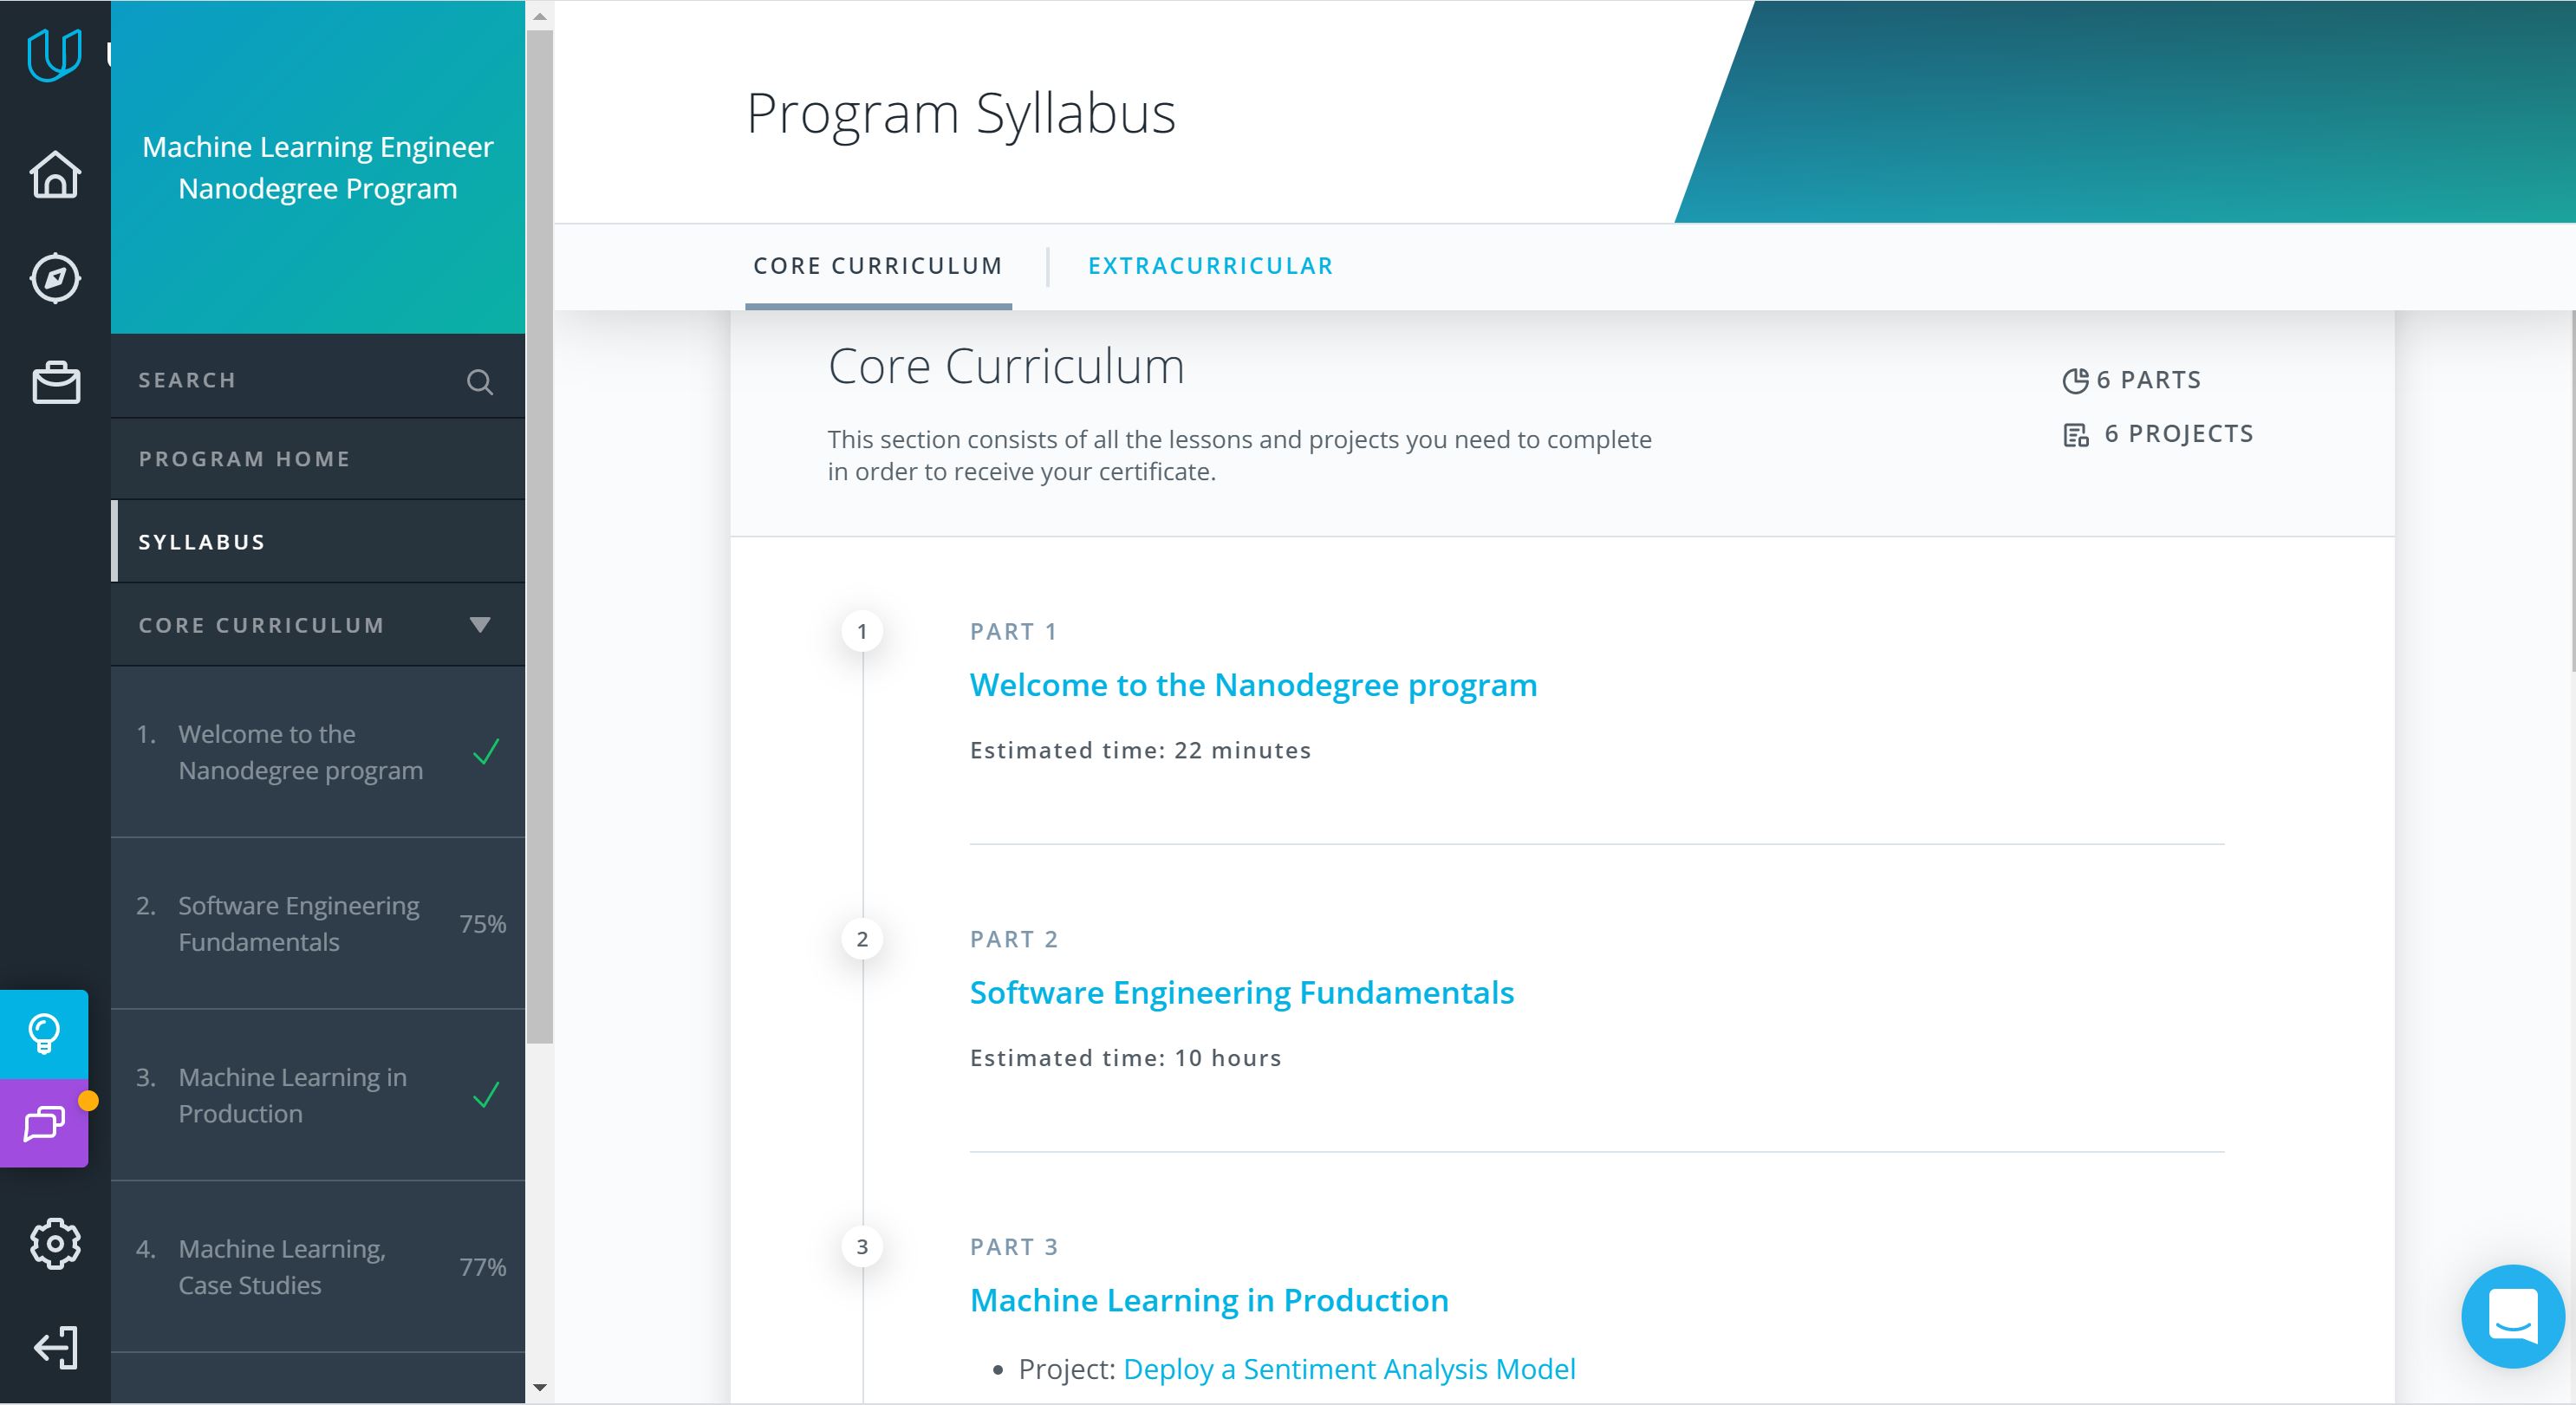 Machine Learning Engineer
Nanodegree Program
SEARCH
PROGRAM HOME
SYLLABUS
CORE CURRICULUM
1. Welcome to the
Nanodegree program
2. Software Engineering
Fundamentals
75%
3. Machine Learning in
Production
4. Machine Learning,
Case Studies
77%
Program Syllabus
CORE CURRICULUM
EXTRACURRICULAR
Core Curriculum
This section consists of all the lessons and projects you need to complete
in order to receive your certificate.
6 PARTS
6 PROJECTS
1
PART 1
Welcome to the Nanodegree program
Estimated time: 22 minutes
2
PART 2
Software Engineering Fundamentals
Estimated time: 10 hours
3
PART 3
Machine Learning in Production
• Project: Deploy a Sentiment Analysis Model